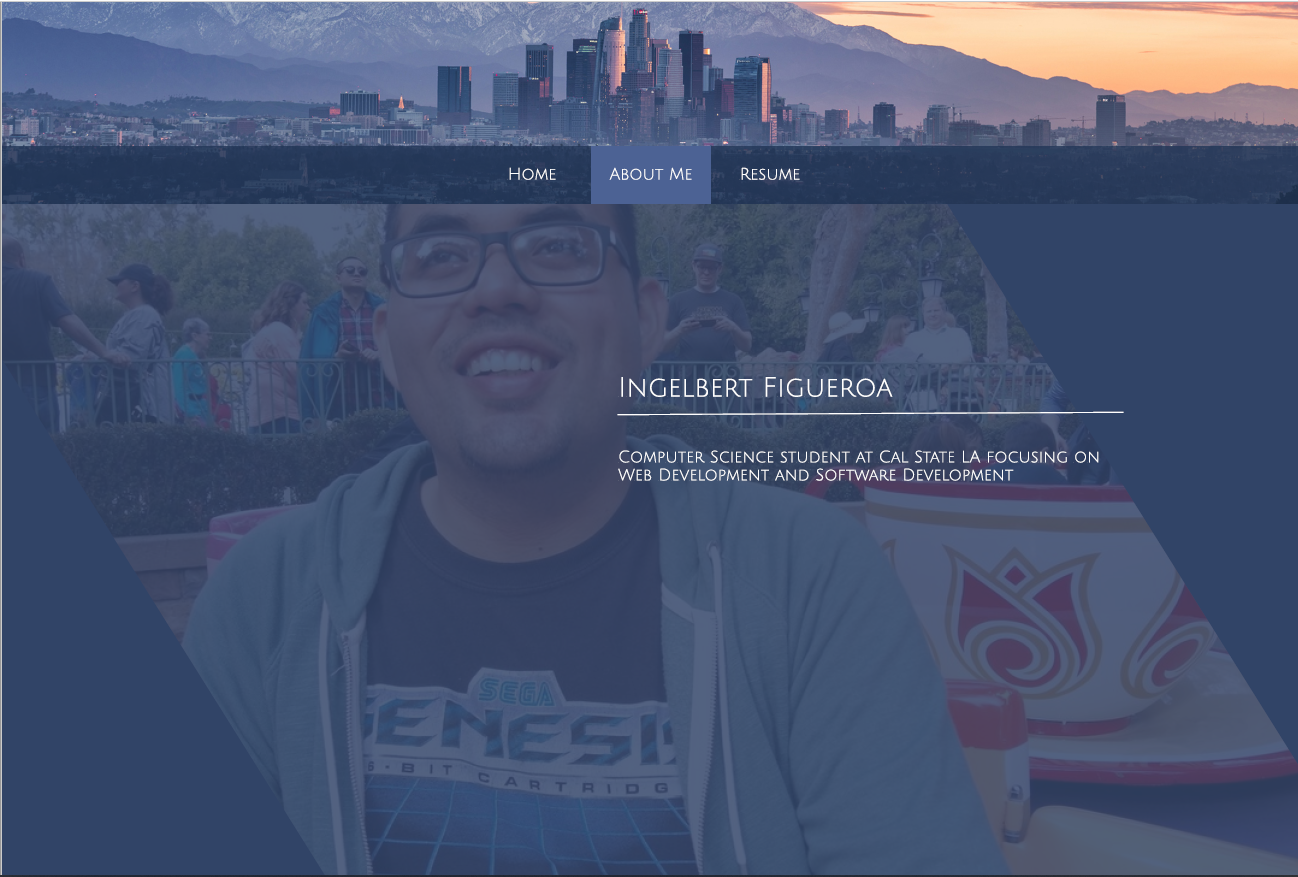 Home About Me Resume
Ingelbert Figueroa
Computer Science student at Cal State LA focusing on
Web Development and Software Development
SEGA
GENESI
-BIT CARTRIDG